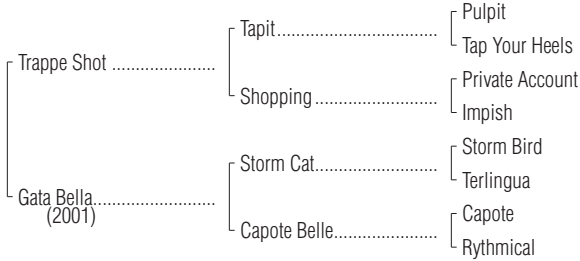 Pulpit
Tapit
Tap Your Heels
Trappe Shot
Private Account
Shopping
Impish
Storm Bird
Storm Cat
Terlingua
Gata Bella
(2001)
Capote
Capote Belle
Rythmical